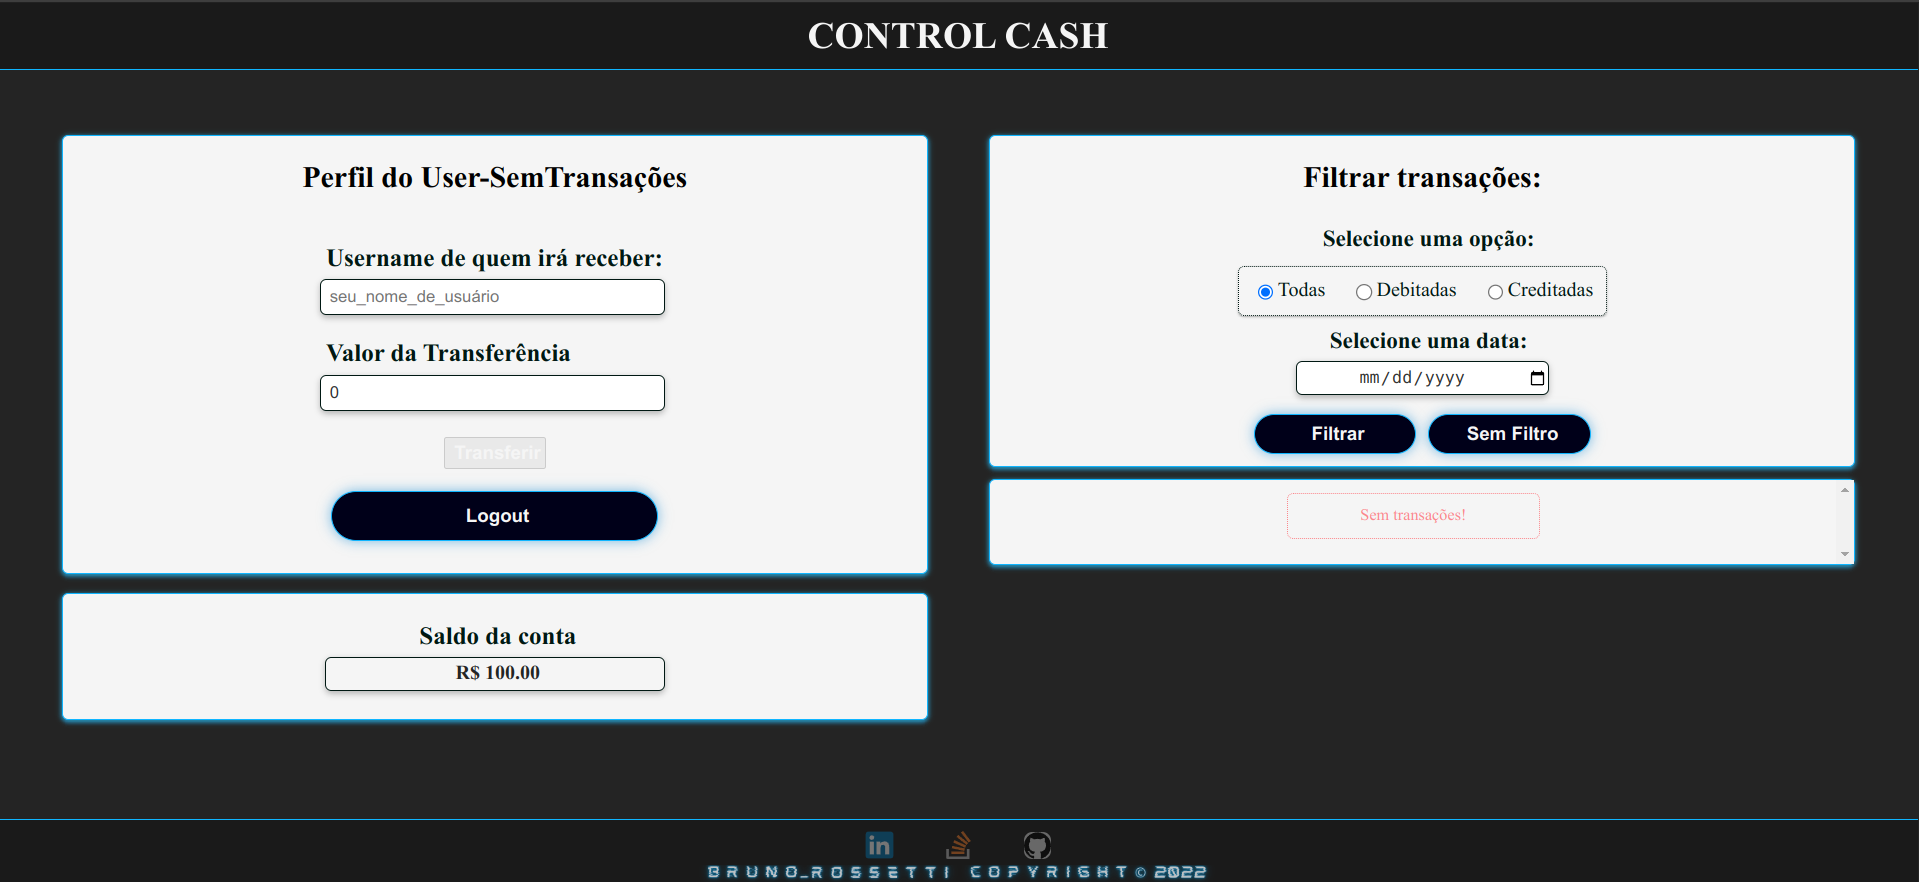 CONTROL CASH
Perfil do User-SemTransações
Username de quem irá receber:
seu_nome_de_usuário
Valor da Transferência
0
Transferir
Logout
Saldo da conta
R$ 100.00
Filtrar transações:
Selecione uma opção:
Todas Debitadas Creditadas
Selecione uma data:
mm/dd/yyyy
Filtrar Sem Filtro
Sem transações!
in
BRUNO_ROSSETTI COPYRIGHT© 2022